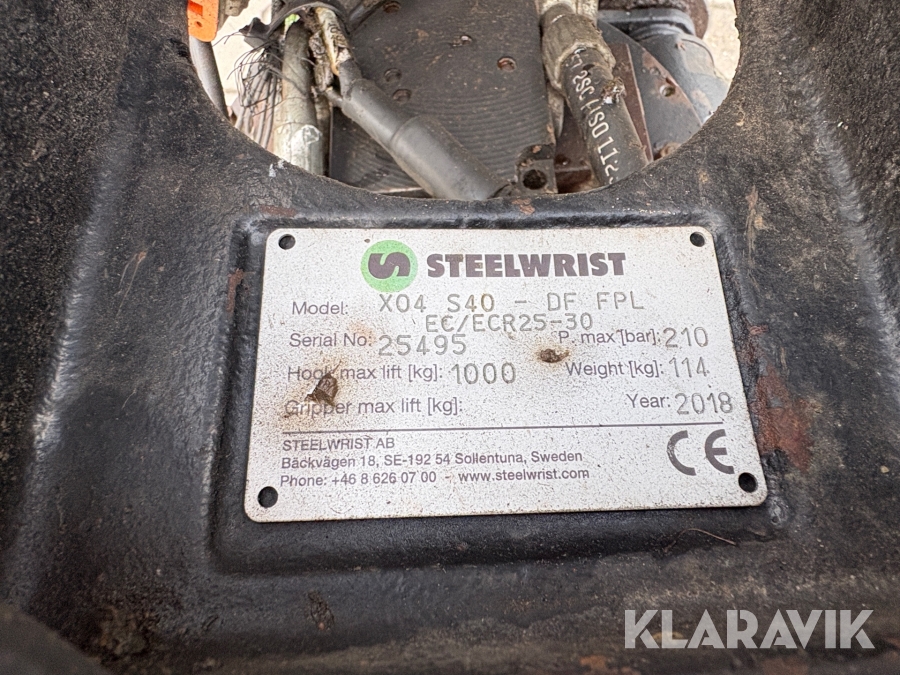 STEELWRIST
Model: X04 S40 - DF FPL
EC/ECR25-30
Serial No: 25495 P. max [bar]: 210
Hook max lift [kg]: 1000 Weight [kg]: 114
Gripper max lift [kg]: Year: 2018
STEELWRIST AB
Bäckvägen 18, SE-192 54 Sollentuna, Sweden
Phone: +46 8 626 07 00 - www.steelwrist.com
CE
KLARAVIK